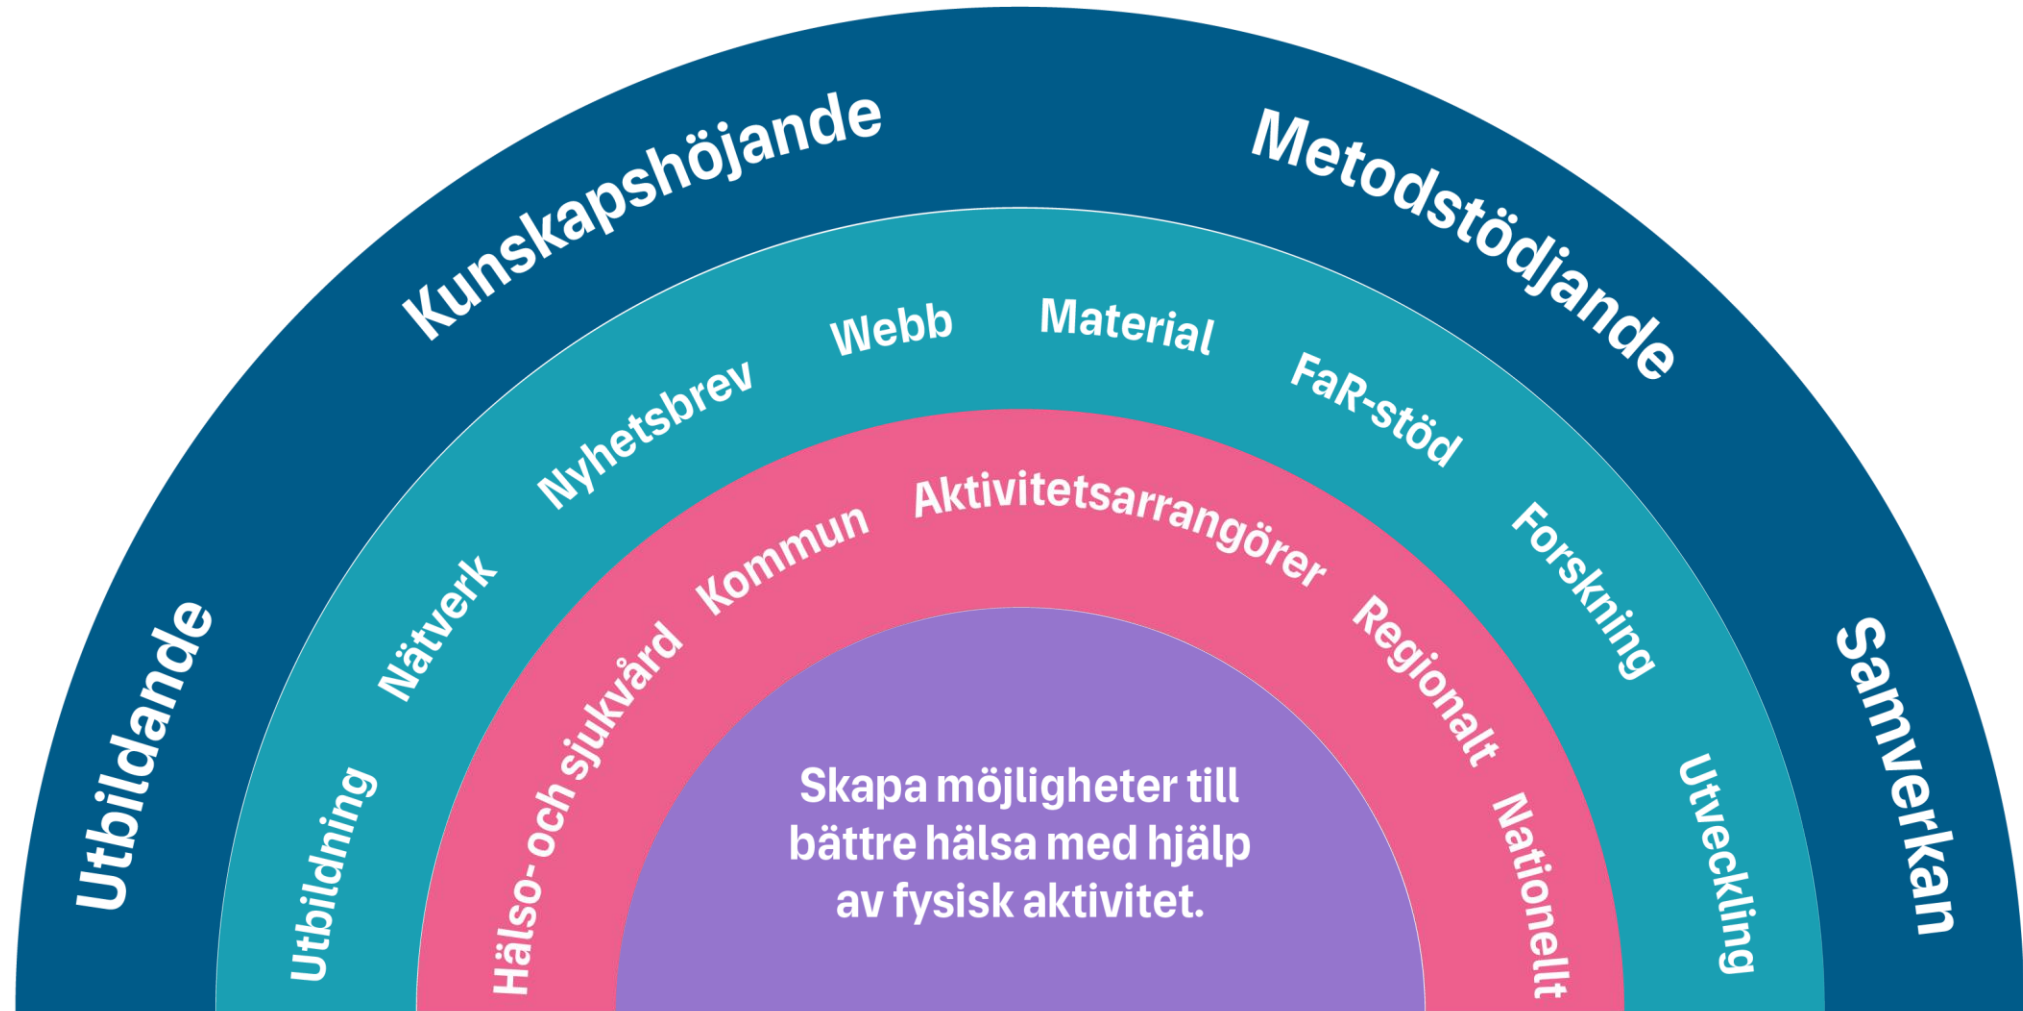 Utbildande
Kunskapshöjande
Metodstödjande
Samverkan
Utbildning
Nätverk
Nyhetsbrev
Webb
Material
FaR-stöd
Forskning
Utveckling
Hälso- och sjukvård
Kommun
Aktivitetsarrangörer
Regionalt
Nationellt
Skapa möjligheter till
bättre hälsa med hjälp
av fysisk aktivitet.